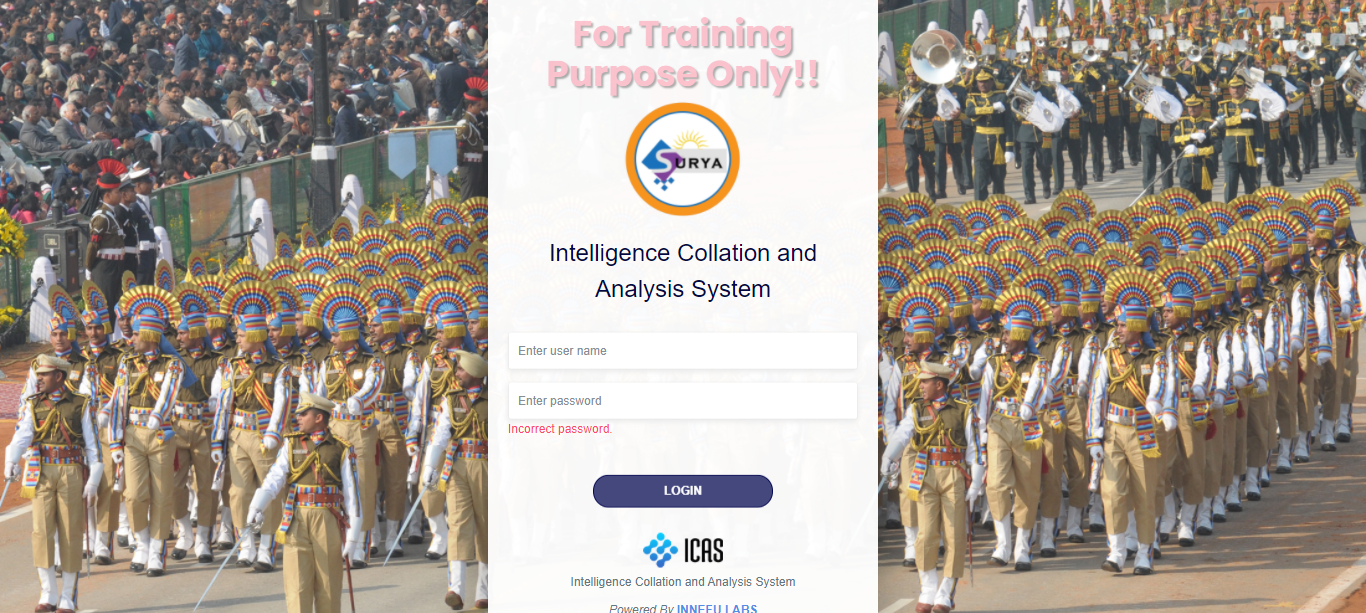 For Training
Purpose Only!!
SURYA
Intelligence Collation and
Analysis System
Enter user name
Enter password
Incorrect password.
LOGIN
ICAS
Intelligence Collation and Analysis System
Powered By INNEFU LABS